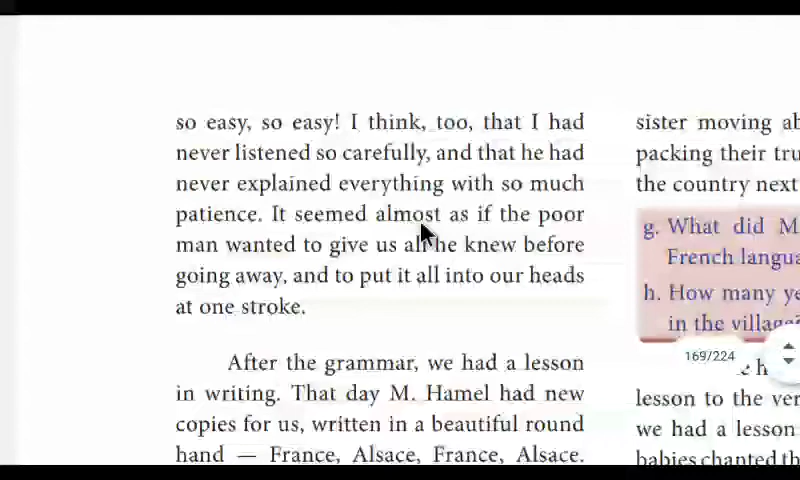 so easy, so easy! I think, too, that I had
never listened so carefully, and that he had
never explained everything with so much
patience. It seemed almost as if the poor
man wanted to give us all he knew before
going away, and to put it all into our heads
at one stroke.
After the grammar, we had a lesson
in writing. That day M. Hamel had new
copies for us, written in a beautiful round
hand — France, Alsace, France, Alsace.
sister moving
packing their
the country next
g. What did M.
French
h. How many
in the
169/224
lesson to the
we had a lesson
babies chanted